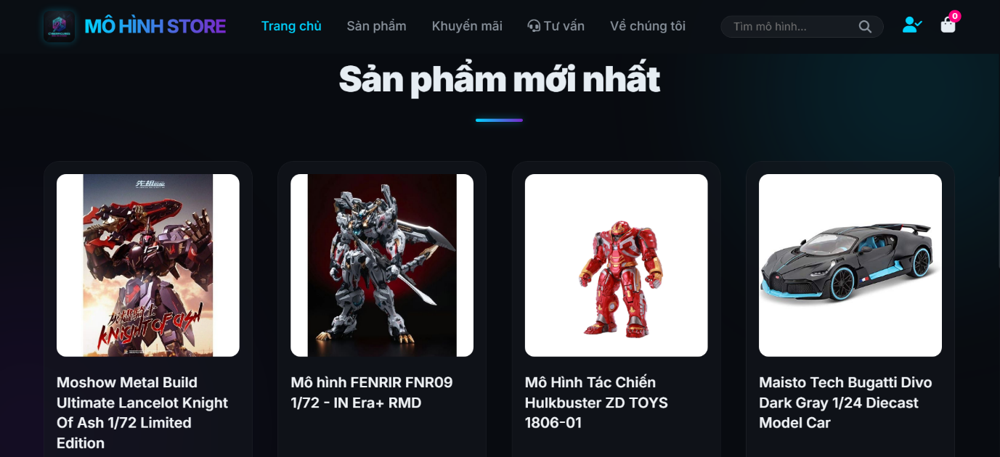 MÔ HÌNH STORE
Trang chủ
Sản phẩm
Khuyến mãi
Tư vấn
Về chúng tôi
Tìm mô hình...
0
Sản phẩm mới nhất
KNIGHT OF ASH
Moshow Metal Build
Ultimate Lancelot Knight
Of Ash 1/72 Limited
Edition
Mô hình FENRIR FNR09
1/72 - IN Era+ RMD
Mô Hình Tác Chiến
Hulkbuster ZD TOYS
1806-01
Maisto Tech Bugatti Divo
Dark Gray 1/24 Diecast
Model Car